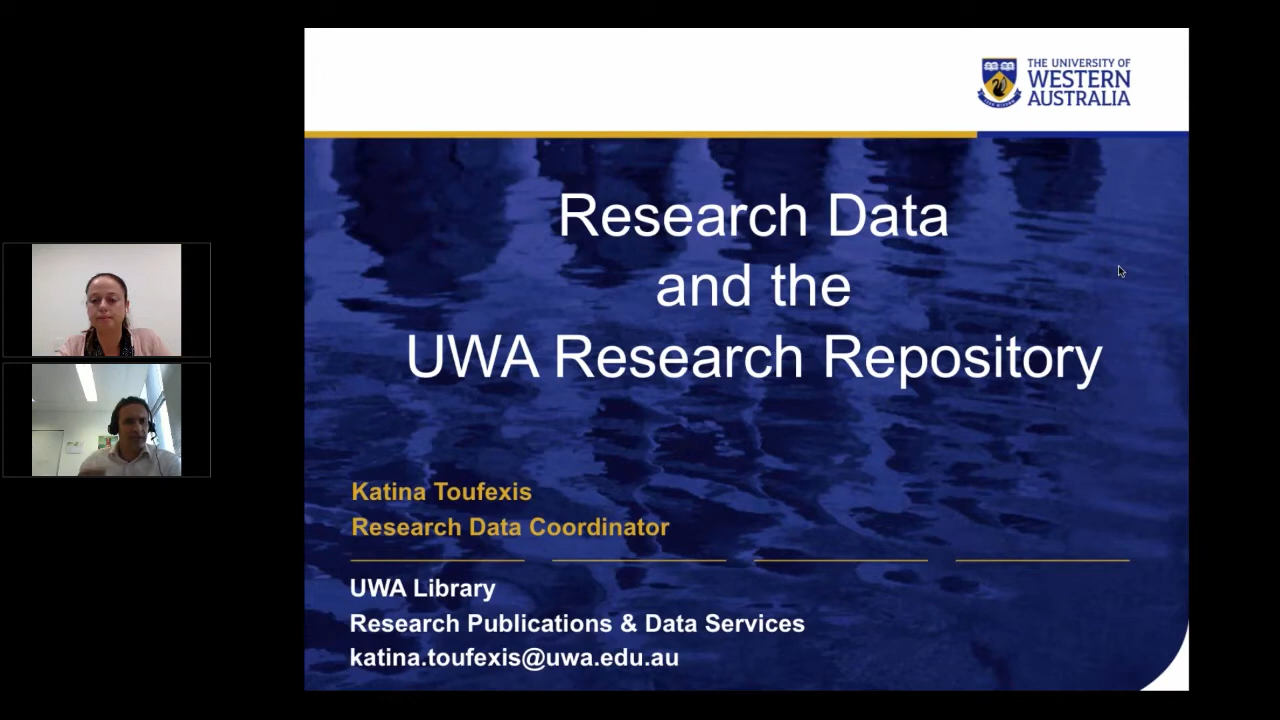 THE UNIVERSITY OF
WESTERN
AUSTRALIA
Research Data
and the
UWA Research Repository
Katina Toufexis
Research Data Coordinator
UWA Library
Research Publications & Data Services
katina.toufexis@uwa.edu.au